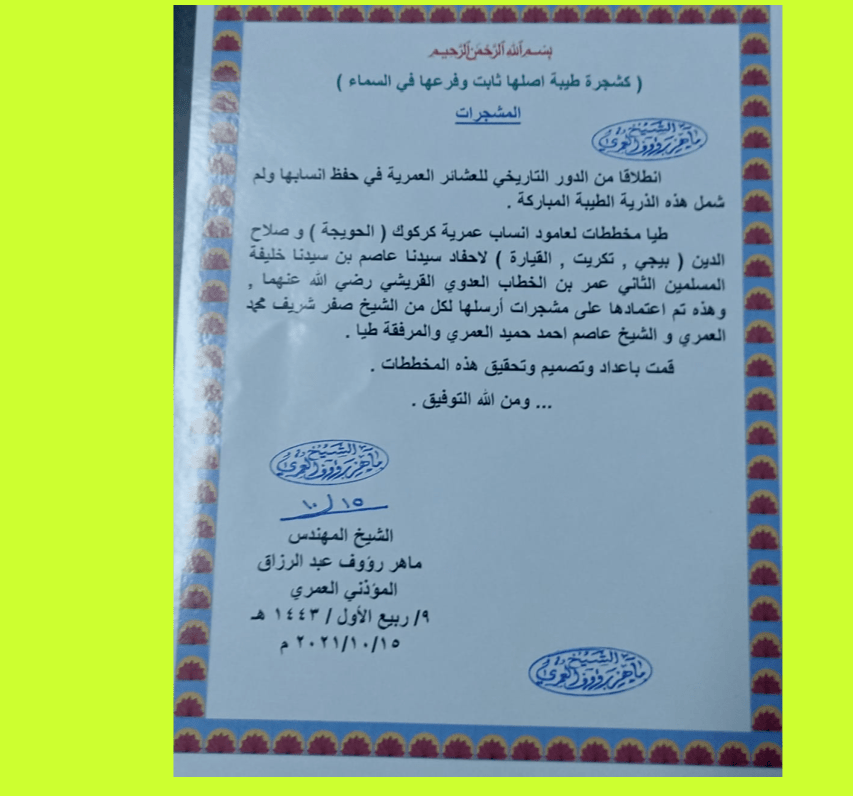 بسم الله الرحمن الرحيم
( كشجرة طيبة اصلها ثابت وفرعها في السماء )
المشجرات
الشيخ
ماهر رؤوف العمري
انطلاقا من الدور التاريخي للعشائر العمرية في حفظ انسابها ولم
شمل هذه الذرية الطيبة المباركة .
طيا مخططات لعامود انساب عمرية كركوك ( الحويجة ) و صلاح
الدين ( بيجي , تكريت , القيارة ) لاحفاد سيدنا عاصم بن سيدنا خليفة
المسلمين الثاني عمر بن الخطاب العدوي القريشي رضي الله عنهما ,
وهذه تم اعتمادها على مشجرات أرسلها لكل من الشيخ صفر شريف محمد
العمري و الشيخ عاصم احمد حميد العمري والمرفقة طيا .
قمت باعداد وتصميم وتحقيق هذه المخططات .
... ومن الله التوفيق .
الشيخ
ماهر رؤوف العمري
١٥/١٠
الشيخ المهندس
ماهر رؤوف عبد الرزاق
المؤذني العمري
٩/ ربيع الأول / ١٤٤٣ هـ
٢٠٢١/١٠/١٥ م
الشيخ
ماهر رؤوف العمري